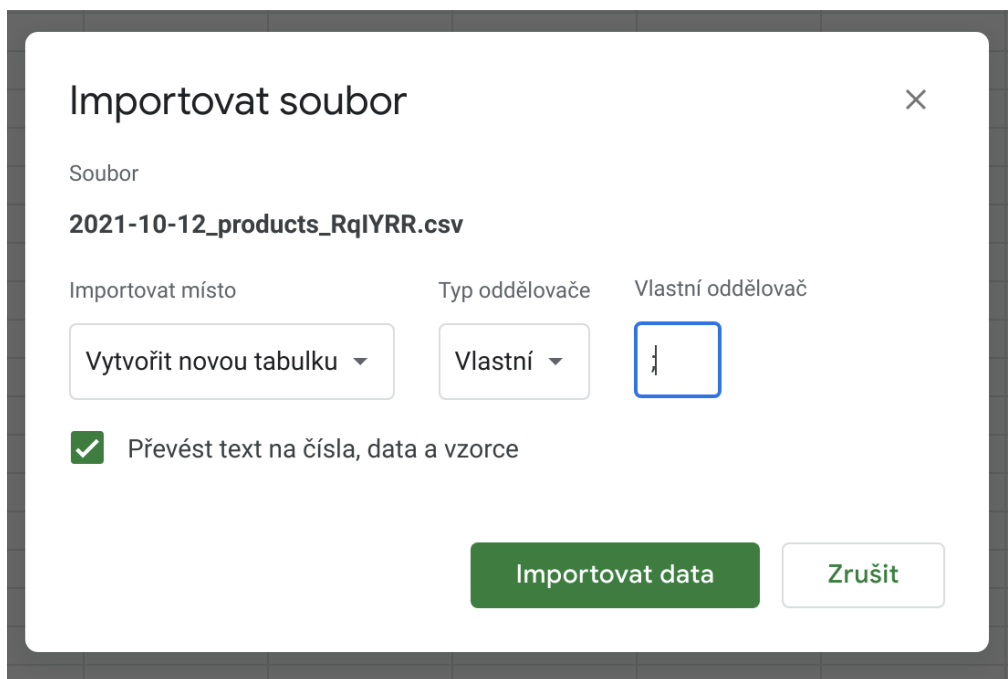 Importovat soubor
Soubor
2021-10-12_products_RqIYRR.csv
Importovat místo
Typ oddělovače
Vlastní oddělovač
Vytvořit novou tabulku
Vlastní
;
Převést text na čísla, data a vzorce
Importovat data
Zrušit